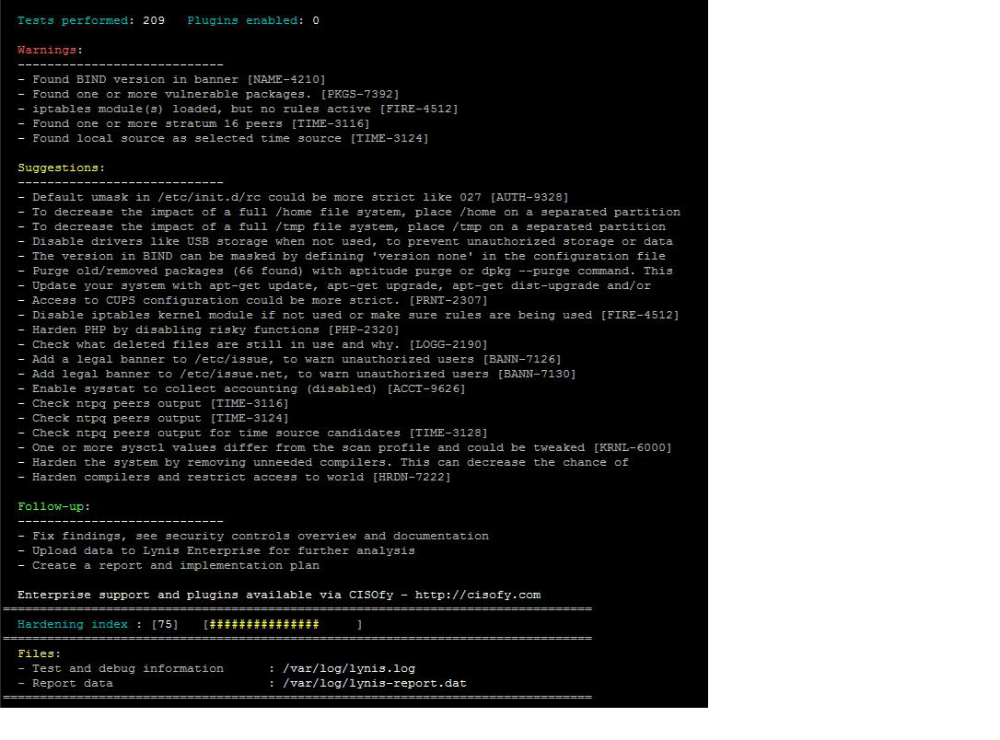 Tests performed: 209   Plugins enabled: 0
Warnings:
----------------------------
- Found BIND version in banner [NAME-4210]
- Found one or more vulnerable packages. [PKGS-7392]
- iptables module(s) loaded, but no rules active [FIRE-4512]
- Found one or more stratum 16 peers [TIME-3116]
- Found local source as selected time source [TIME-3124]
Suggestions:
----------------------------
- Default umask in /etc/init.d/rc could be more strict like 027 [AUTH-9328]
- To decrease the impact of a full /home file system, place /home on a separated partition
- To decrease the impact of a full /tmp file system, place /tmp on a separated partition
- Disable drivers like USB storage when not used, to prevent unauthorized storage or data
- The version in BIND can be masked by defining 'version none' in the configuration file
- Purge old/removed packages (66 found) with aptitude purge or dpkg --purge command. This
- Update your system with apt-get update, apt-get upgrade, apt-get dist-upgrade and/or
- Access to CUPS configuration could be more strict. [PRNT-2307]
- Disable iptables kernel module if not used or make sure rules are being used [FIRE-4512]
- Harden PHP by disabling risky functions [PHP-2320]
- Check what deleted files are still in use and why. [LOGG-2190]
- Add a legal banner to /etc/issue, to warn unauthorized users [BANN-7126]
- Add legal banner to /etc/issue.net, to warn unauthorized users [BANN-7130]
- Enable sysstat to collect accounting (disabled) [ACCT-9626]
- Check ntpq peers output [TIME-3116]
- Check ntpq peers output [TIME-3124]
- Check ntpq peers output for time source candidates [TIME-3128]
- One or more sysctl values differ from the scan profile and could be tweaked [KRNL-6000]
- Harden the system by removing unneeded compilers. This can decrease the chance of
- Harden compilers and restrict access to world [HRDN-7222]
Follow-up:
----------------------------
- Fix findings, see security controls overview and documentation
- Upload data to Lynis Enterprise for further analysis
- Create a report and implementation plan
Enterprise support and plugins available via CISOfy - http://cisofy.com
================================================================================
Hardening index : [75]   [###############     ]
================================================================================
Files:
- Test and debug information      : /var/log/lynis.log
- Report data                     : /var/log/lynis-report.dat
================================================================================